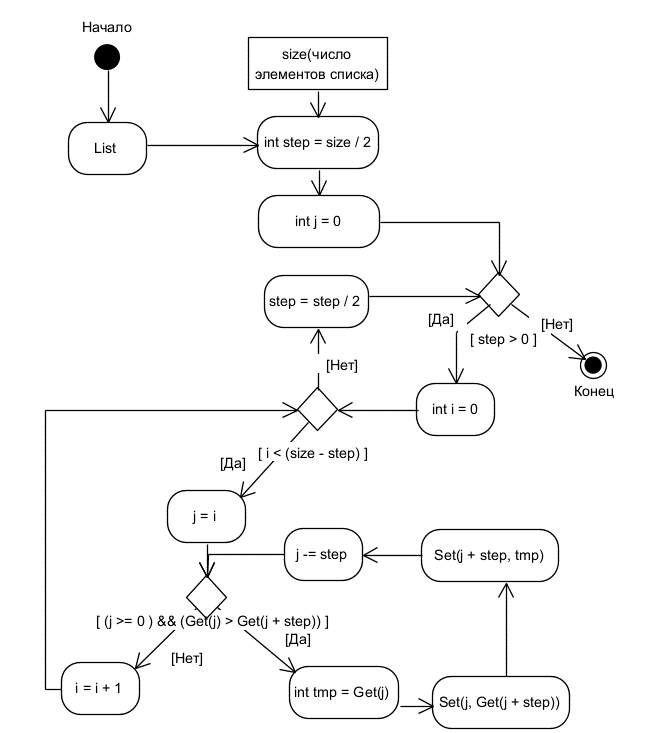 Начало
size(число
элементов списка)
List
int step = size / 2
int j = 0
step = step / 2
[Да]
[Нет]
[ step > 0 ]
Конец
[Нет]
int i = 0
[ i < (size - step) ]
[Да]
j = i
j -= step
Set(j + step, tmp)
[ (j >= 0 ) && (Get(j) > Get(j + step)) ]
[Да]
[Нет]
i = i + 1
int tmp = Get(j)
Set(j, Get(j + step))